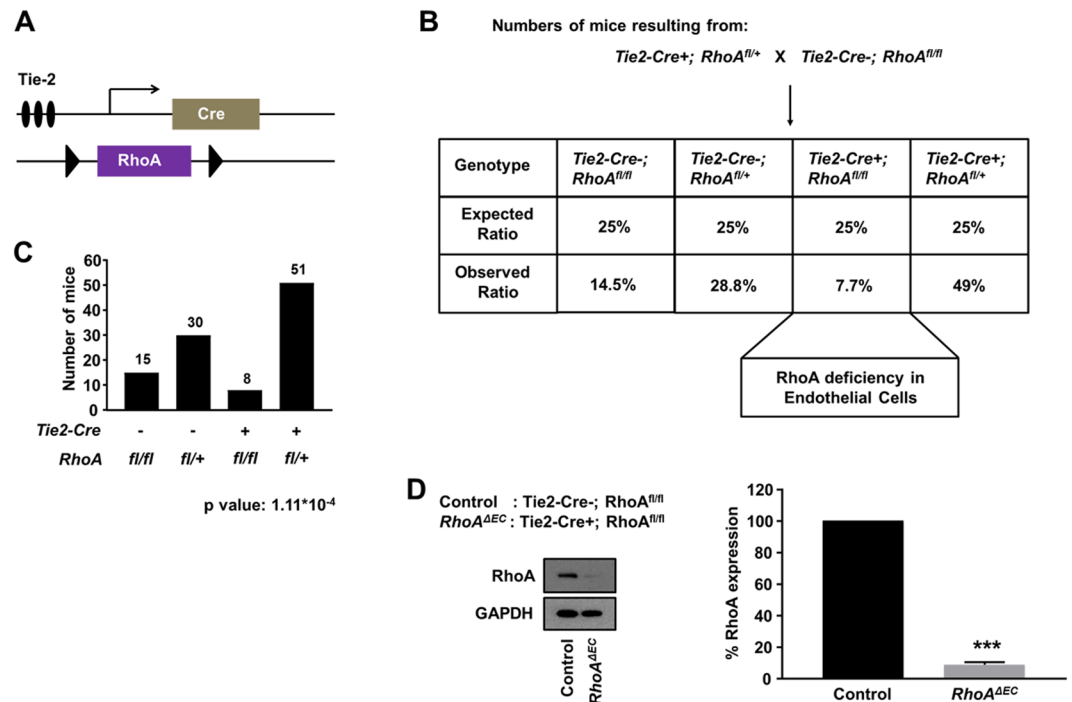 A
Tie-2
Cre
RhoA
B
Numbers of mice resulting from:
Tie2-Cre+; RhoAfl/+ X Tie2-Cre-; RhoAfl/fl
Genotype
Tie2-Cre-;
RhoAfl/fl
Tie2-Cre-;
RhoAfl/+
Tie2-Cre+;
RhoAfl/fl
Tie2-Cre+;
RhoAfl/+
Expected
Ratio
25%
25%
25%
25%
Observed
Ratio
14.5%
28.8%
7.7%
49%
RhoA deficiency in
Endothelial Cells
C
Number of mice
60
50
40
30
20
10
0
15
30
8
51
Tie2-Cre - - + +
RhoA fl/fl fl/+ fl/fl fl/+
p value: 1.11*10-4
D
Control : Tie2-Cre-; RhoAfl/fl
RhoAΔEC : Tie2-Cre+; RhoAfl/fl
RhoA
GAPDH
Control
RhoAΔEC
% RhoA expression
120
100
80
60
40
20
0
***
Control
RhoAΔEC